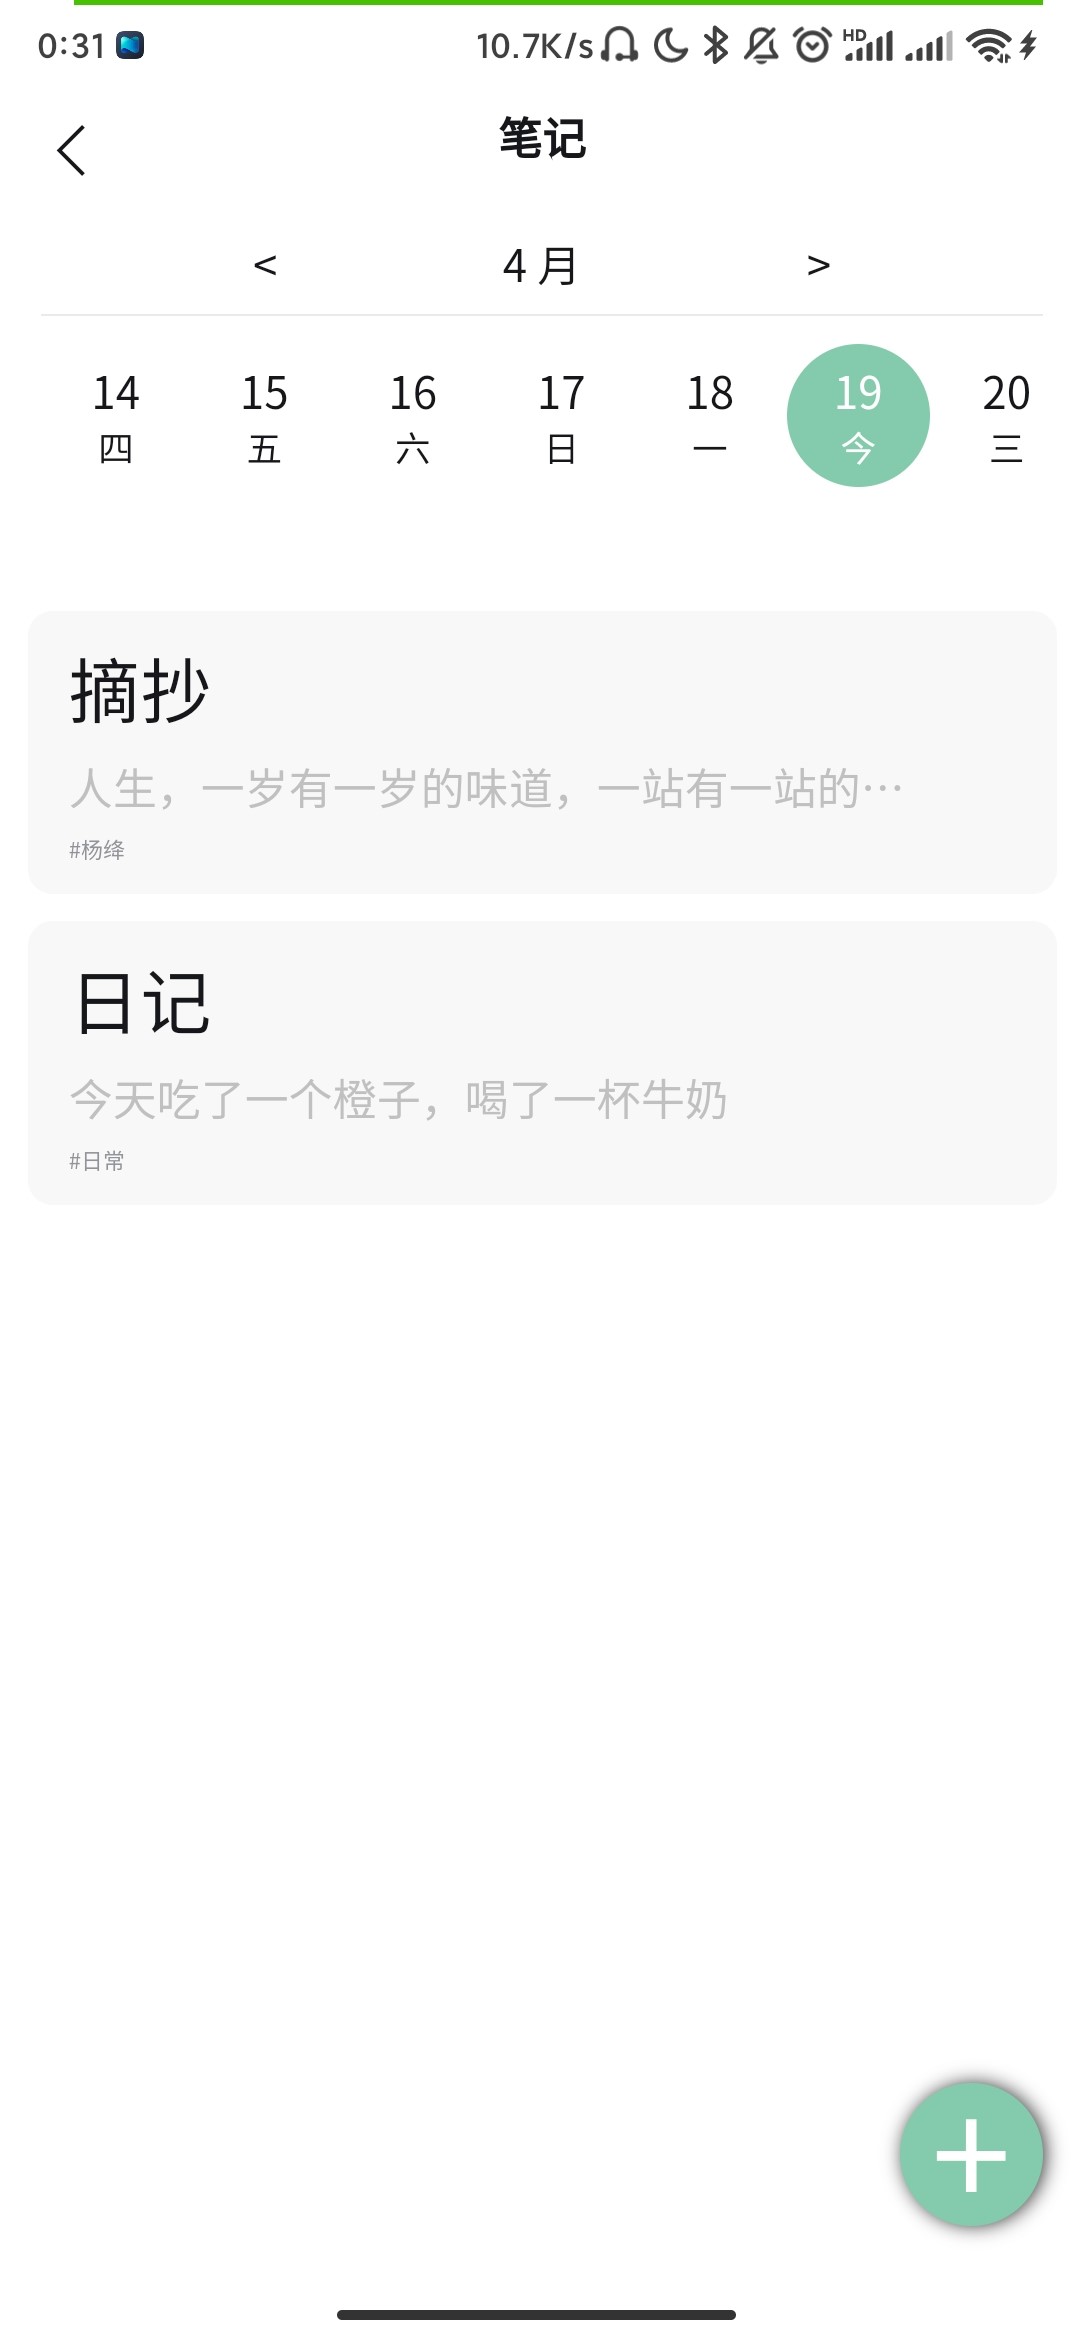 0:31 10.7K/s HD
笔记
< 4 月 >
14 15 16 17 18 19 20
四 五 六 日 一 今 三
摘抄
人生，一岁有一岁的味道，一站有一站的…
#杨绛
日记
今天吃了一个橙子，喝了一杯牛奶
#日常